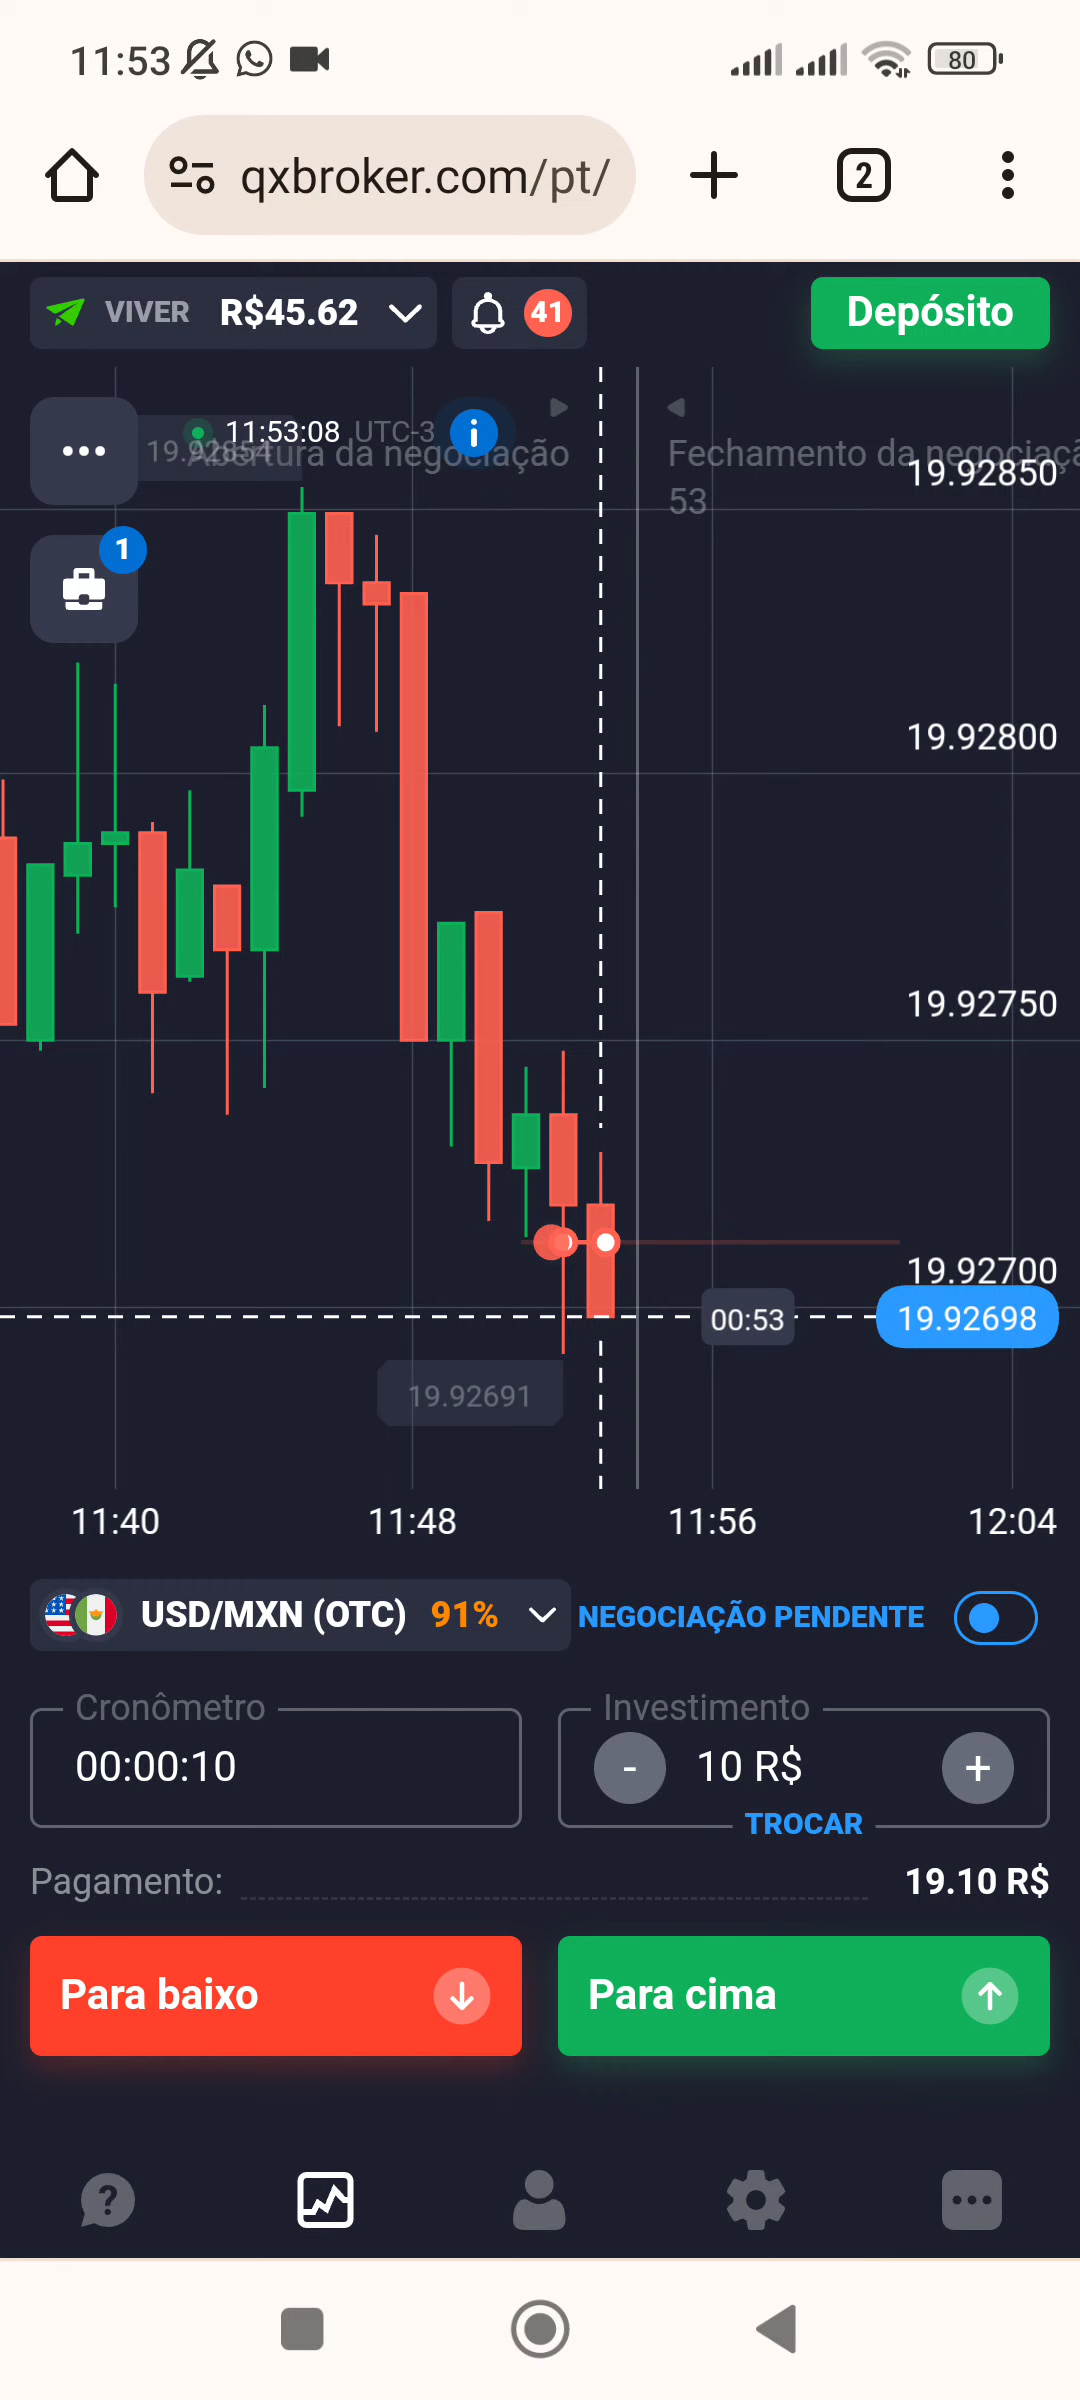 11:53
80
qxbroker.com/pt/
2
VIVER R$45.62
41
Depósito
11:53:08 UTC-3
19.92854
Abertura da negociação
Fechamento da negociaçã
53
19.92850
1
19.92800
19.92750
19.92700
00:53
19.92698
19.92691
11:40
11:48
11:56
12:04
USD/MXN (OTC) 91%
NEGOCIAÇÃO PENDENTE
Cronômetro
00:00:10
Investimento
- 10 R$ +
TROCAR
Pagamento: 19.10 R$
Para baixo
Para cima